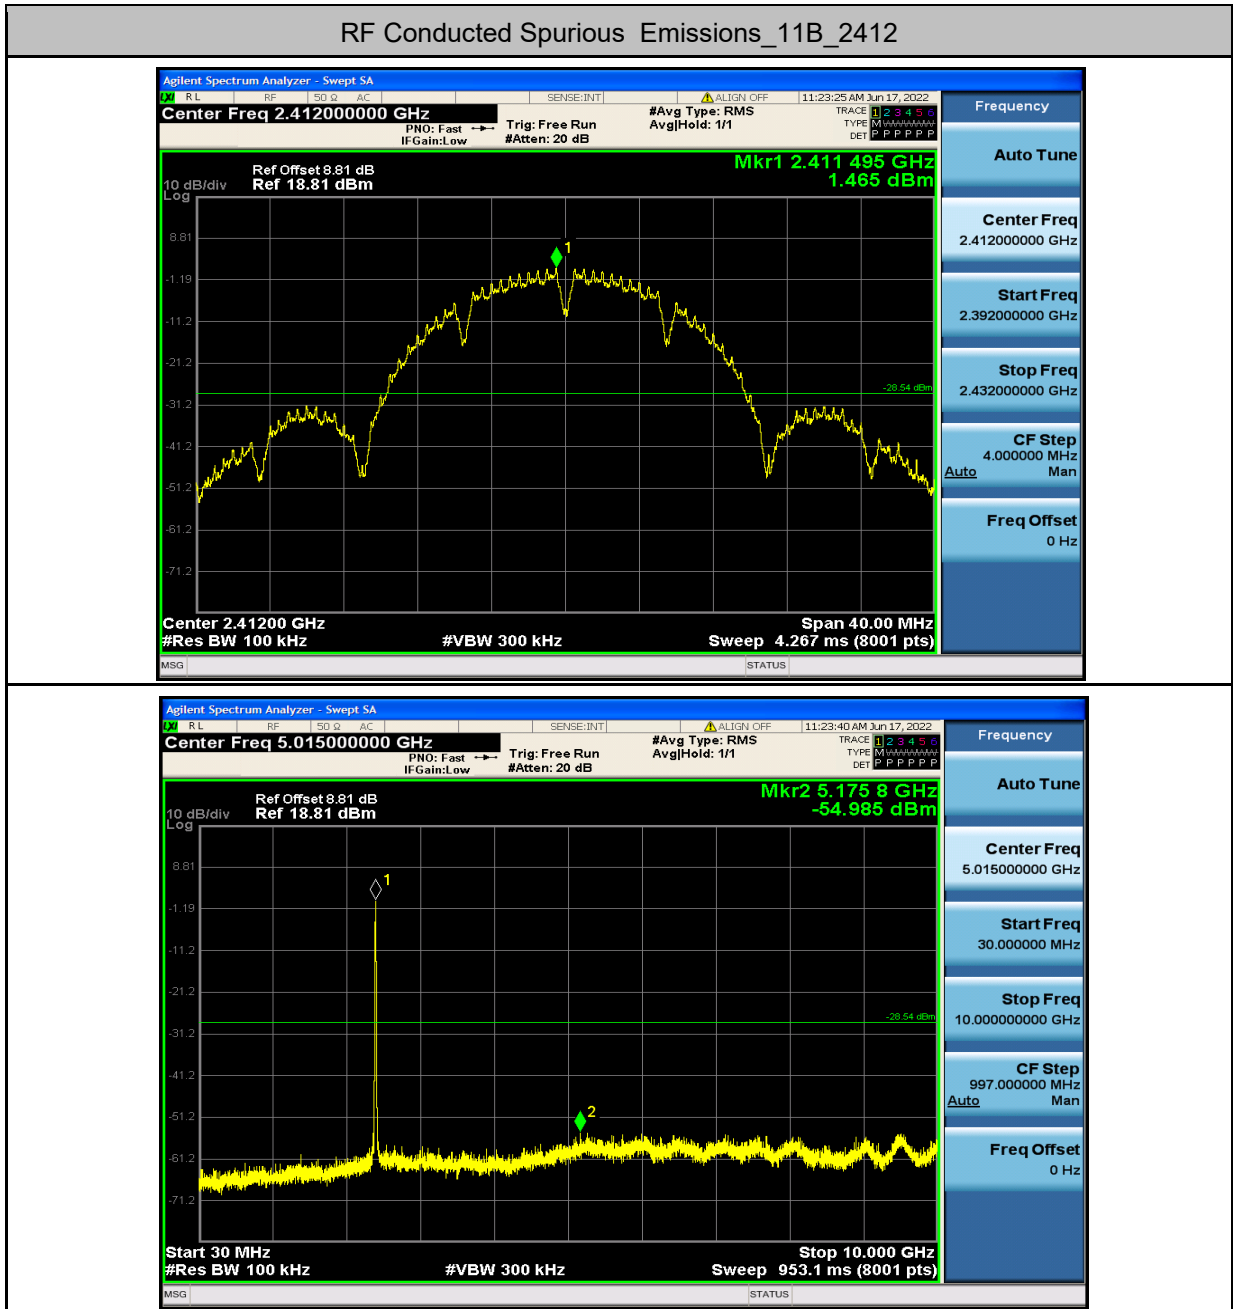 RF Conducted Spurious Emissions_11B_2412
Agilent Spectrum Analyzer - Swept SA
LXI RL RF 50 Ω AC SENSE:INT ALIGN OFF 11:23:25 AM Jun 17, 2022
Center Freq 2.412000000 GHz
PNO: Fast
IFGain:Low
Trig: Free Run
#Atten: 20 dB
#Avg Type: RMS
Avg|Hold: 1/1
TRACE 1 2 3 4 5 6
TYPE MWWWWW
DET P P P P P P
Mkr1 2.411 495 GHz
1.465 dBm
Ref Offset 8.81 dB
10 dB/div Ref 18.81 dBm
Log
8.81
-1.19
-11.2
-21.2
-31.2
-41.2
-51.2
-61.2
-71.2
1
-28.54 dBm
Center 2.41200 GHz Span 40.00 MHz
#Res BW 100 kHz #VBW 300 kHz Sweep 4.267 ms (8001 pts)
MSG STATUS
Frequency
Auto Tune
Center Freq
2.412000000 GHz
Start Freq
2.392000000 GHz
Stop Freq
2.432000000 GHz
CF Step
4.000000 MHz
Auto Man
Freq Offset
0 Hz
Agilent Spectrum Analyzer - Swept SA
LXI RL RF 50 Ω AC SENSE:INT ALIGN OFF 11:23:40 AM Jun 17, 2022
Center Freq 5.015000000 GHz
PNO: Fast
IFGain:Low
Trig: Free Run
#Atten: 20 dB
#Avg Type: RMS
Avg|Hold: 1/1
TRACE 1 2 3 4 5 6
TYPE MWWWWW
DET P P P P P P
Mkr2 5.175 8 GHz
-54.985 dBm
Ref Offset 8.81 dB
10 dB/div Ref 18.81 dBm
Log
8.81
-1.19
-11.2
-21.2
-31.2
-41.2
-51.2
-61.2
-71.2
1
-28.54 dBm
2
Start 30 MHz Stop 10.000 GHz
#Res BW 100 kHz #VBW 300 kHz Sweep 953.1 ms (8001 pts)
MSG STATUS
Frequency
Auto Tune
Center Freq
5.015000000 GHz
Start Freq
30.000000 MHz
Stop Freq
10.000000000 GHz
CF Step
997.000000 MHz
Auto Man
Freq Offset
0 Hz